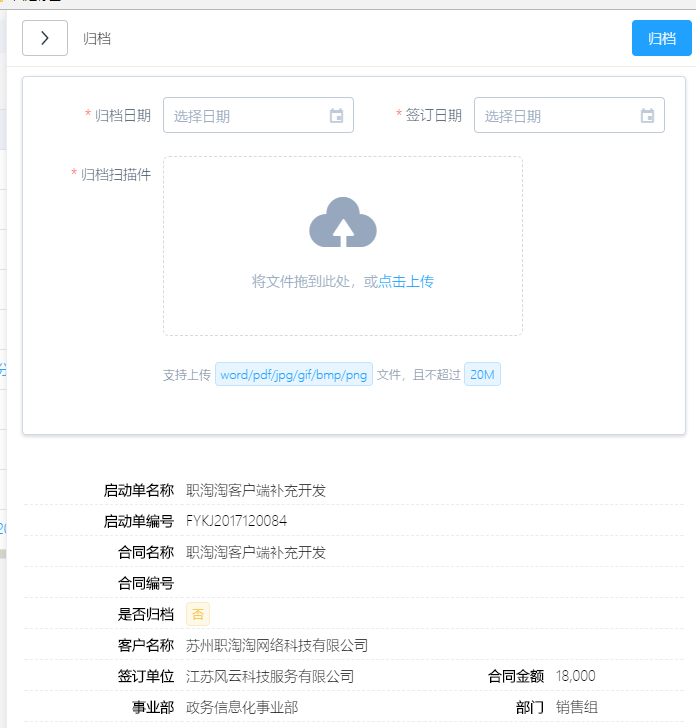 归档
归档
* 归档日期 选择日期 * 签订日期 选择日期
* 归档扫描件
将文件拖到此处，或点击上传
支持上传 word/pdf/jpg/gif/bmp/png 文件，且不超过 20M
启动单名称 职淘淘客户端补充开发
启动单编号 FYKJ2017120084
合同名称 职淘淘客户端补充开发
合同编号
是否归档 否
客户名称 苏州职淘淘网络科技有限公司
签订单位 江苏风云科技服务有限公司 合同金额 18,000
事业部 政务信息化事业部 部门 销售组